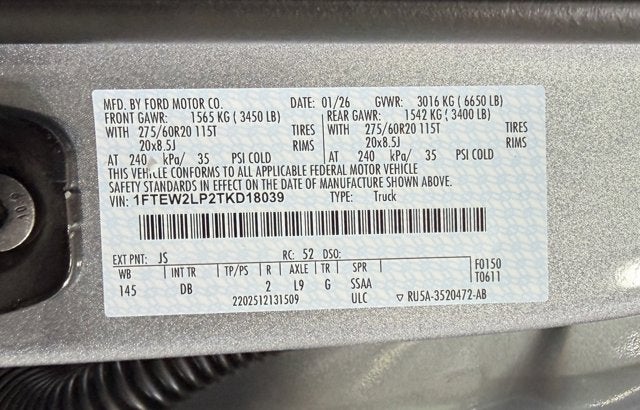 MFD. BY FORD MOTOR CO. DATE: 01/26 GVWR: 3016 KG ( 6650 LB)
FRONT GAWR: 1565 KG ( 3450 LB) REAR GAWR: 1542 KG ( 3400 LB)
WITH 275/60R20 115T TIRES WITH 275/60R20 115T TIRES
20x8.5J RIMS 20x8.5J RIMS
AT 240 kPa/ 35 PSI COLD AT 240 kPa/ 35 PSI COLD
THIS VEHICLE CONFORMS TO ALL APPLICABLE FEDERAL MOTOR VEHICLE
SAFETY STANDARDS IN EFFECT ON THE DATE OF MANUFACTURE SHOWN ABOVE.
VIN: 1FTEW2LP2TKD18039 TYPE: Truck
EXT PNT: JS RC: 52 DSO:
WB INT TR TP/PS R AXLE TR SPR F0150
145 DB 2 L9 G SSAA T0611
2202512131509 ULC RU5A-3520472-AB